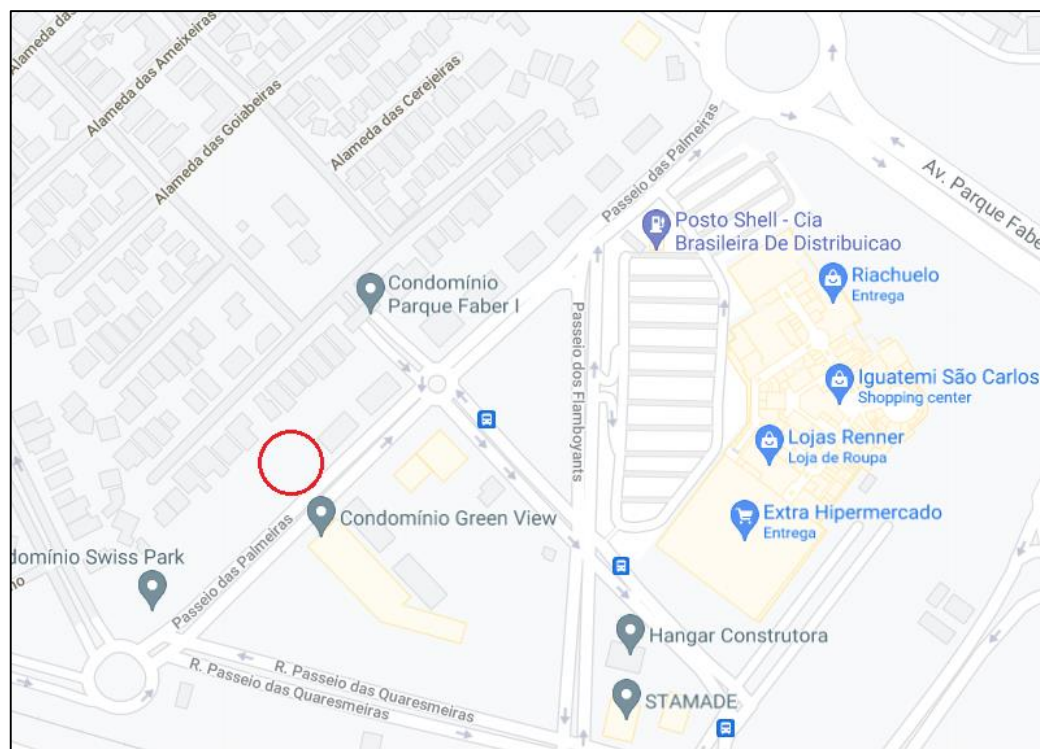 Alameda das
Alameda das Ameixeiras
Alameda das Goiabeiras
Alameda das Cerejeiras
Passeio das Palmeiras
Av. Parque Faber
Posto Shell - Cia
Brasileira De Distribuicao
Riachuelo
Entrega
Condomínio
Parque Faber I
Passeio dos Flamboyants
Iguatemi São Carlos
Shopping center
Lojas Renner
Loja de Roupa
Extra Hipermercado
Entrega
Condomínio Green View
domínio Swiss Park
no
Passeio das Palmeiras
Hangar Construtora
R. Passeio das Quaresmeiras
R. Passeio das Quaresmeiras
STAMADE